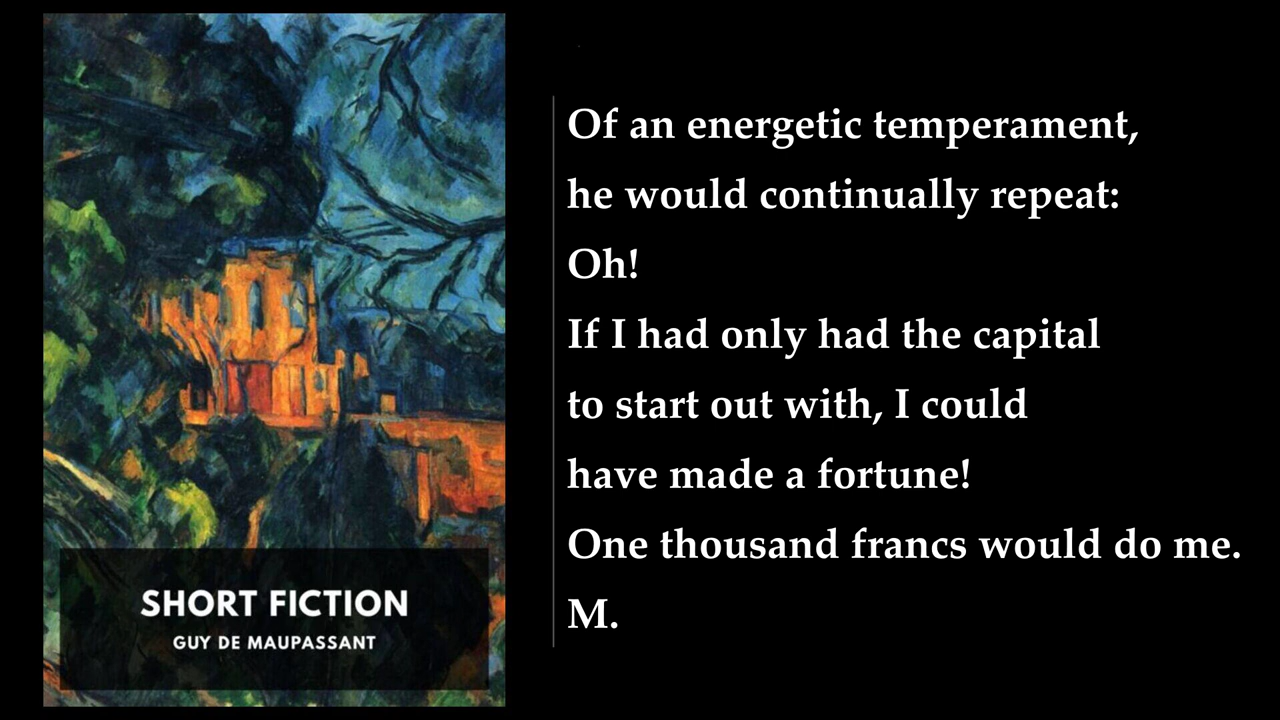 SHORT FICTION
GUY DE MAUPASSANT
Of an energetic temperament,
he would continually repeat:
Oh!
If I had only had the capital
to start out with, I could
have made a fortune!
One thousand francs would do me.
M.